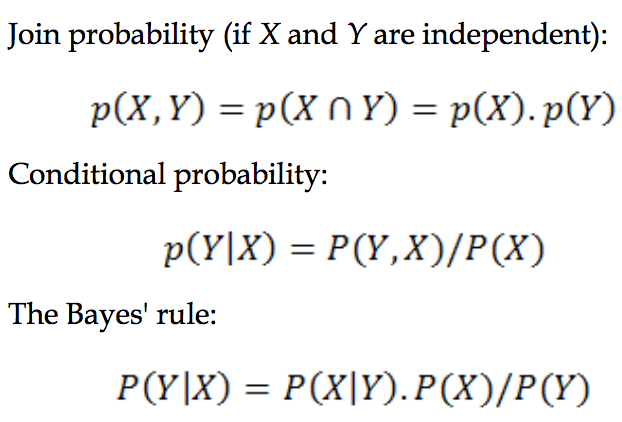 Join probability (if X and Y are independent):
p(X,Y) = p(X ∩ Y) = p(X).p(Y)
Conditional probability:
p(Y|X) = P(Y,X)/P(X)
The Bayes' rule:
P(Y|X) = P(X|Y).P(X)/P(Y)